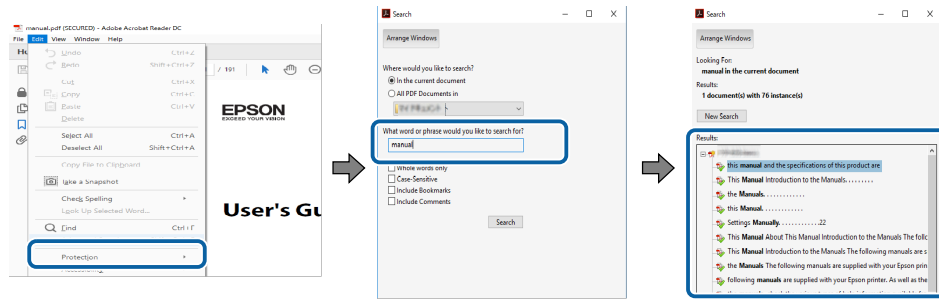 manual.pdf (SECURED) - Adobe Acrobat Reader DC
File Edit View Window Help
Undo Ctrl+Z
Redo Shift+Ctrl+Z
Cut Ctrl+X
Copy Ctrl+C
Paste Ctrl+V
Delete
Select All Ctrl+A
Deselect All Shift+Ctrl+A
Copy File to Clipboard
Take a Snapshot
Check Spelling
Look Up Selected Word...
Find Ctrl+F
Protection
/ 191
EPSON
EXCEED YOUR VISION
User's Gu
Search
Arrange Windows
Where would you like to search?
In the current document
All PDF Documents in
What word or phrase would you like to search for?
manual
Whole words only
Case-Sensitive
Include Bookmarks
Include Comments
Search
Search
Arrange Windows
Looking For:
manual in the current document
Results:
1 document(s) with 76 instance(s)
New Search
Results:
this manual and the specifications of this product are
This Manual Introduction to the Manuals. . . . . . . . .
the Manuals. . . . . . . . . . . .
this Manual. . . . . . . . . . . .
Settings Manually. . . . . . . . . . . .22
This Manual About This Manual Introduction to the Manuals The follc
This Manual Introduction to the Manuals The following manuals are s
the Manuals The following manuals are supplied with your Epson prin
following manuals are supplied with your Epson printer. As well as the